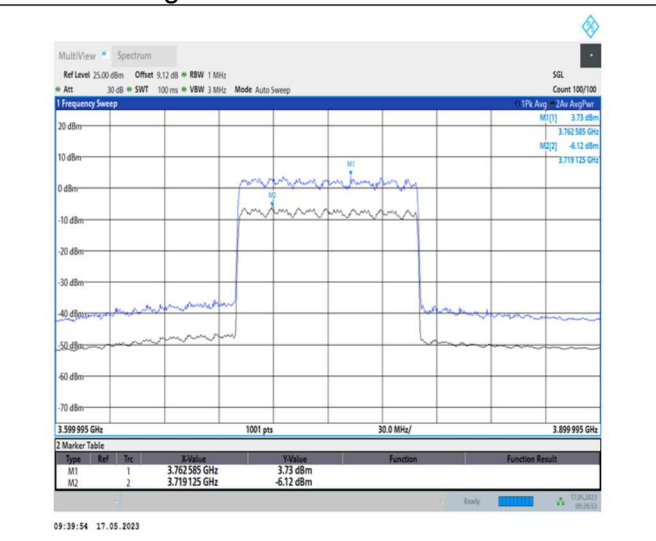 MultiView Spectrum
Ref Level 25.00 dBm Offset 9.12 dB RBW 1 MHz SGL
Att 30 dB SWT 100 ms VBW 3 MHz Mode Auto Sweep Count 100/100
1 Frequency Sweep 1Pk Avg 2Av AvgPwr
M1[1] 3.73 dBm
3.762 585 GHz
M2[2] -6.12 dBm
3.719 125 GHz
20 dBm
10 dBm
M1
0 dBm
M2
-10 dBm
-20 dBm
-30 dBm
-40 dBm
-50 dBm
-60 dBm
-70 dBm
3.599 995 GHz 1001 pts 30.0 MHz/ 3.899 995 GHz
2 Marker Table
Type Ref Trc X-Value Y-Value Function Function Result
M1 1 3.762 585 GHz 3.73 dBm
M2 2 3.719 125 GHz -6.12 dBm
Ready 17.05.2023
09:39:53
09:39:54 17.05.2023